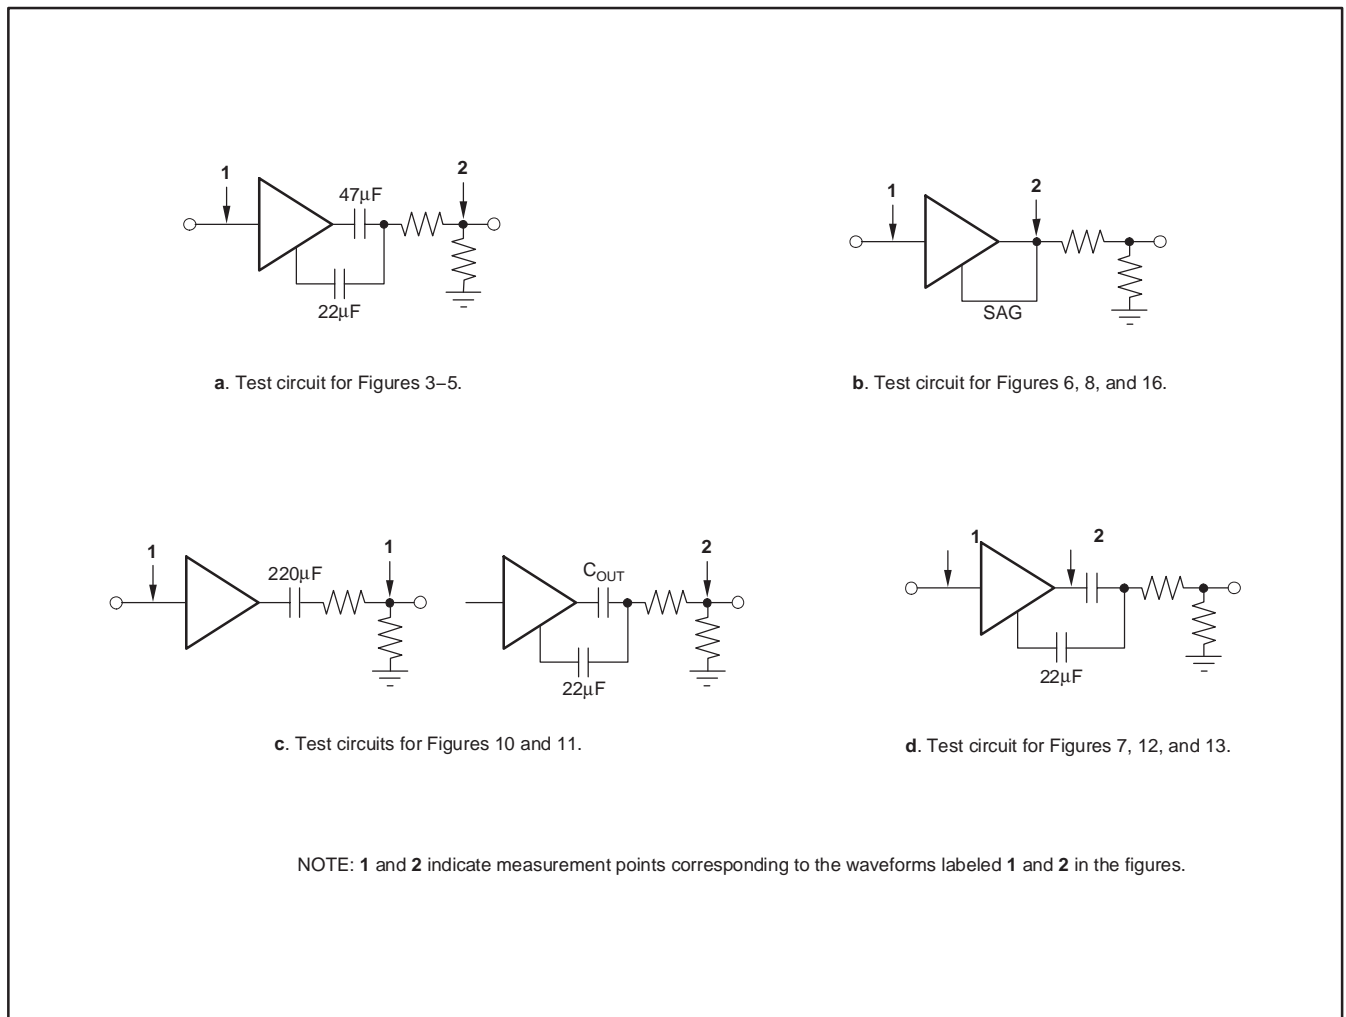 1
2
47μF
22μF
a. Test circuit for Figures 3–5.
1
2
SAG
b. Test circuit for Figures 6, 8, and 16.
1
1
220μF
2
C_OUT
22μF
c. Test circuits for Figures 10 and 11.
1
2
22μF
d. Test circuit for Figures 7, 12, and 13.
NOTE: 1 and 2 indicate measurement points corresponding to the waveforms labeled 1 and 2 in the figures.